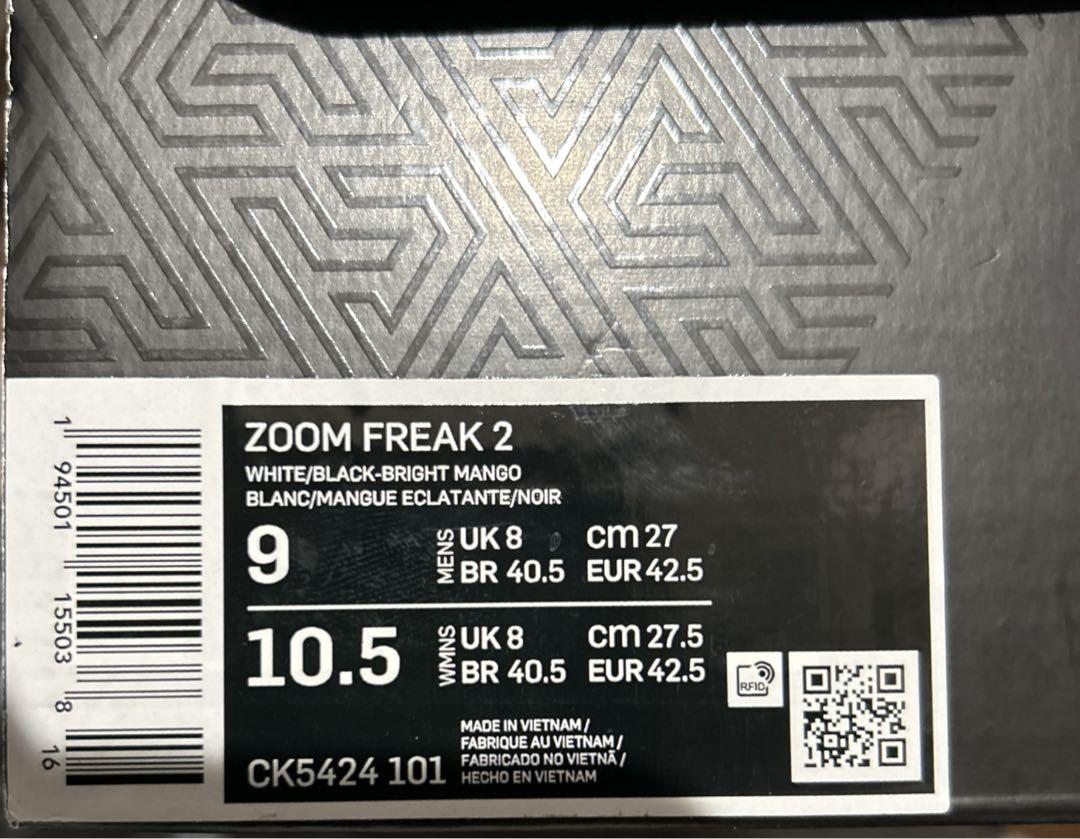 ZOOM FREAK 2
WHITE/BLACK-BRIGHT MANGO
BLANC/MANGUE ECLATANTE/NOIR
9
MENS
UK 8 cm 27
BR 40.5 EUR 42.5
10.5
WMNS
UK 8 cm 27.5
BR 40.5 EUR 42.5
RFID
CK5424 101
MADE IN VIETNAM /
FABRIQUE AU VIETNAM /
FABRICADO NO VIETNÃ /
HECHO EN VIETNAM
1 94501 15503 8
16